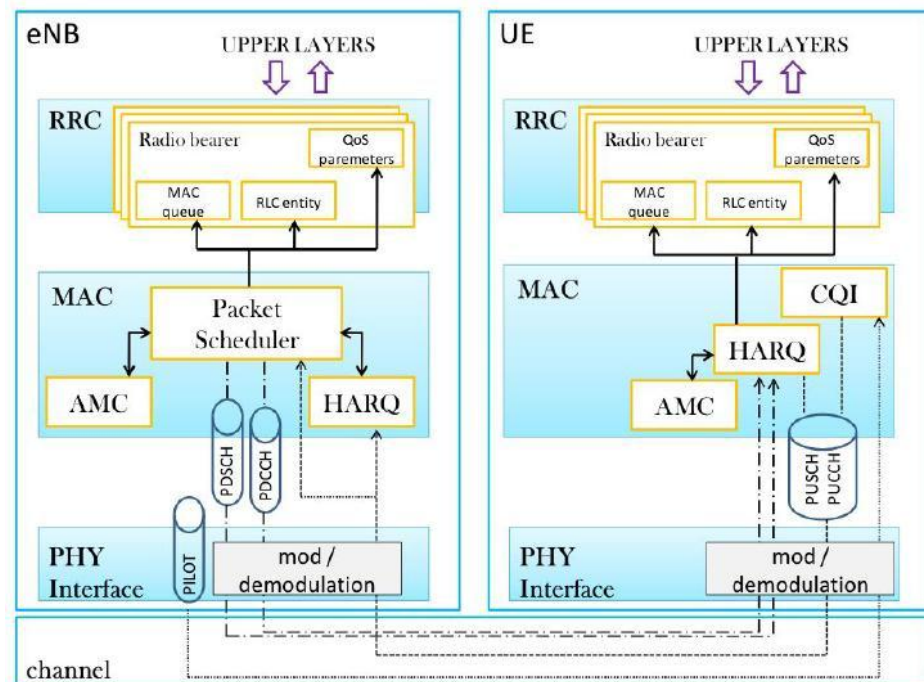 eNB
UPPER LAYERS
RRC
Radio bearer
QoS
paremeters
MAC
queue
RLC entity
MAC
Packet
Scheduler
AMC
HARQ
PDSCH
PDCCH
PILOT
PHY
Interface
mod /
demodulation
UE
UPPER LAYERS
RRC
Radio bearer
QoS
paremeters
MAC
queue
RLC entity
MAC
CQI
HARQ
AMC
PUSCH
PUCCH
PHY
Interface
mod /
demodulation
channel